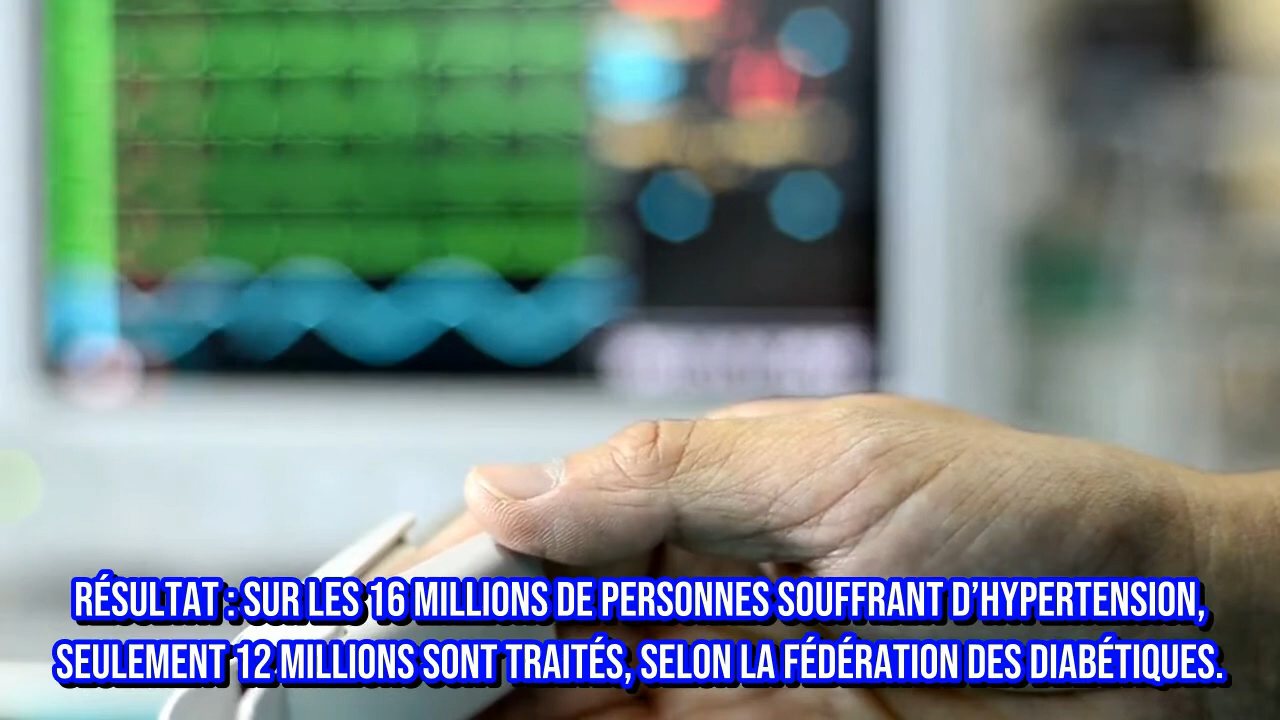 RÉSULTAT : SUR LES 16 MILLIONS DE PERSONNES SOUFFRANT D’HYPERTENSION,
SEULEMENT 12 MILLIONS SONT TRAITÉS, SELON LA FÉDÉRATION DES DIABÉTIQUES.